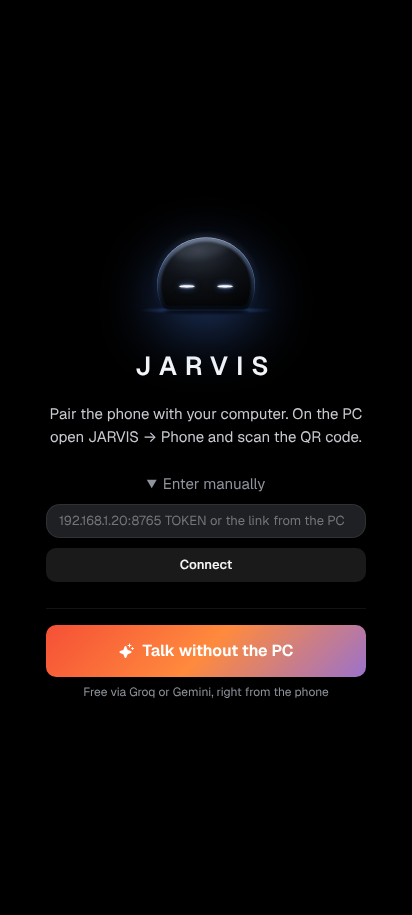 JARVIS
Pair the phone with your computer. On the PC
open JARVIS → Phone and scan the QR code.
▼ Enter manually
192.168.1.20:8765 TOKEN or the link from the PC
Connect
Talk without the PC
Free via Groq or Gemini, right from the phone